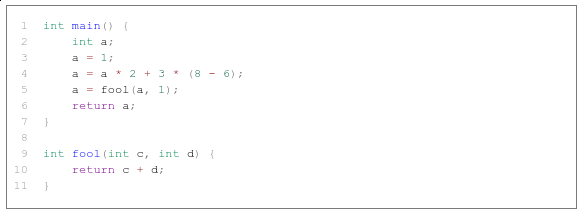 1 int main() {
2     int a;
3     a = 1;
4     a = a * 2 + 3 * (8 - 6);
5     a = fool(a, 1);
6     return a;
7 }
8
9 int fool(int c, int d) {
10     return c + d;
11 }